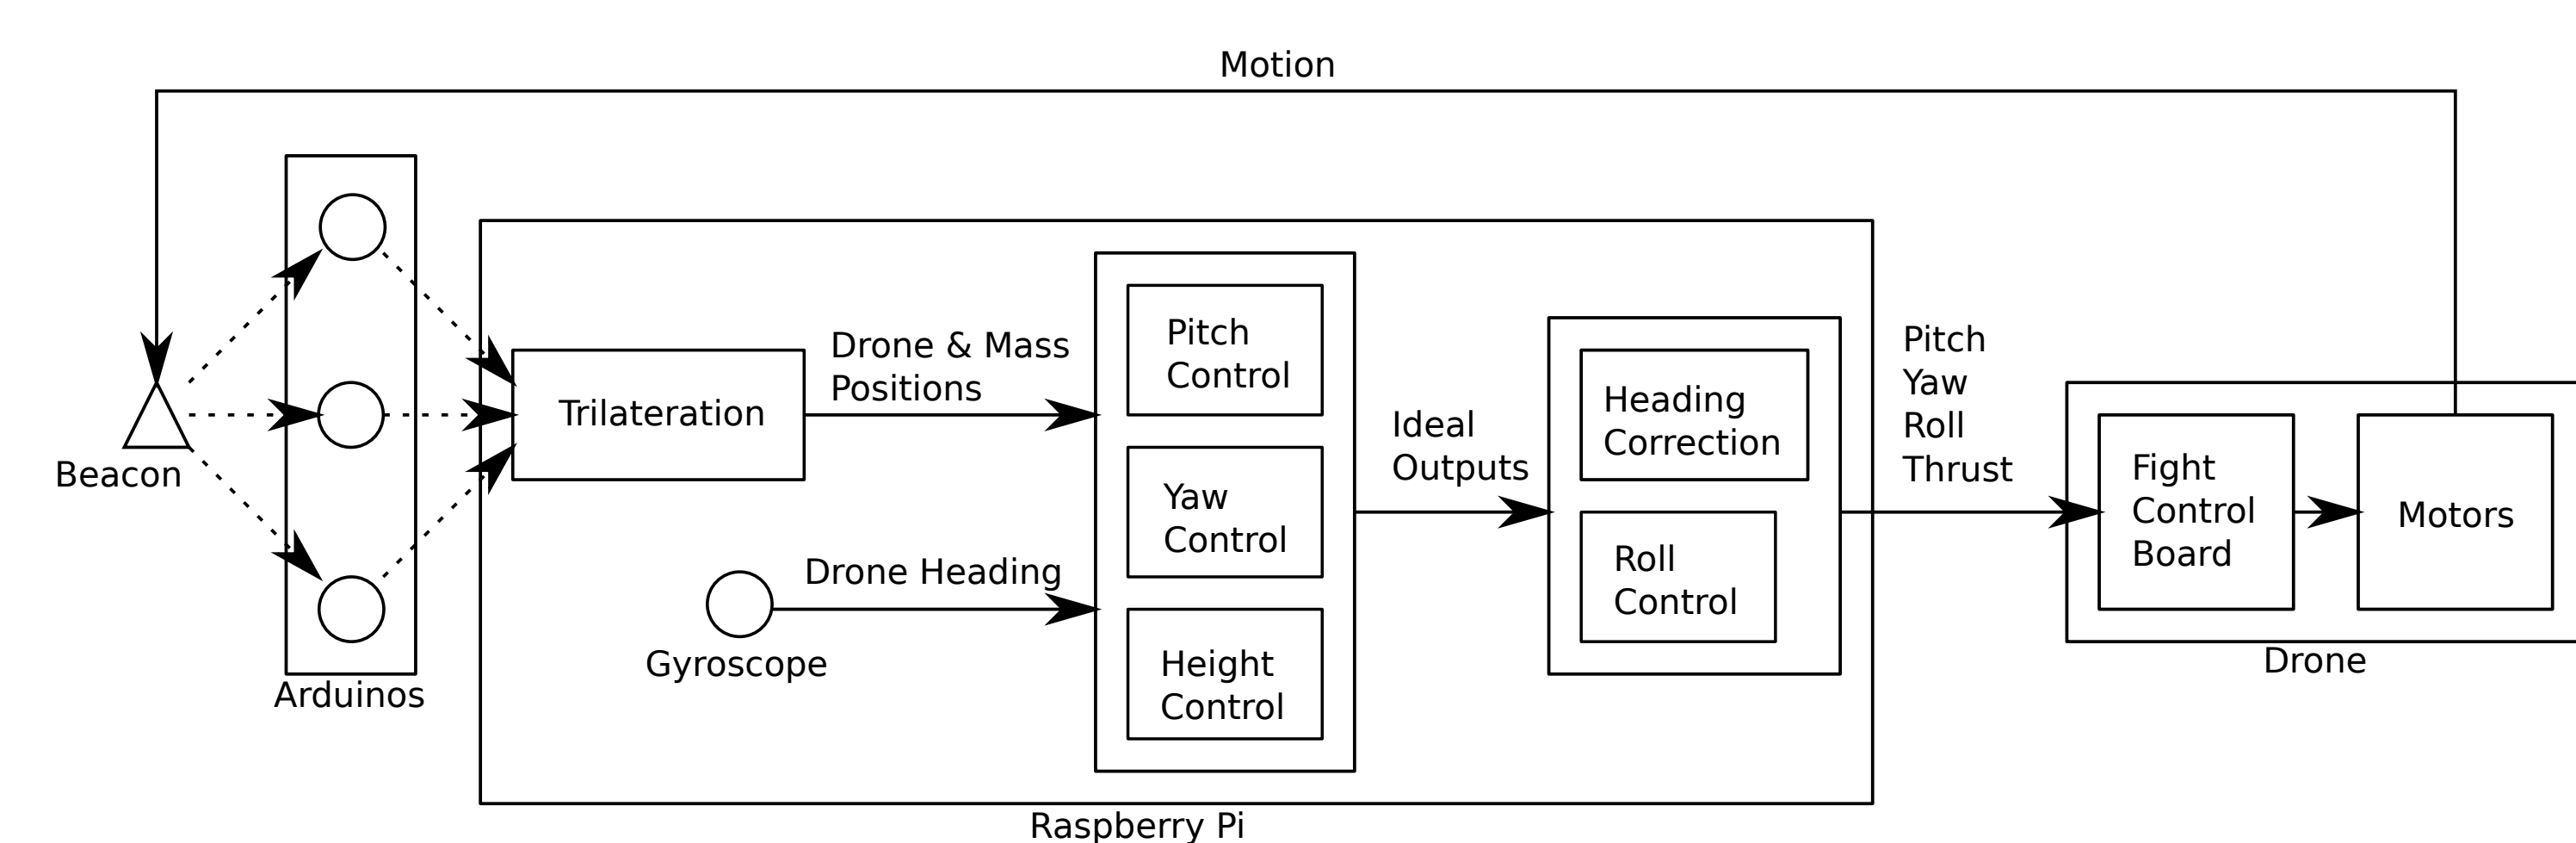 Motion
Beacon
Arduinos
Trilateration
Drone & Mass
Positions
Gyroscope
Drone Heading
Pitch
Control
Yaw
Control
Height
Control
Ideal
Outputs
Heading
Correction
Roll
Control
Raspberry Pi
Pitch
Yaw
Roll
Thrust
Fight
Control
Board
Motors
Drone